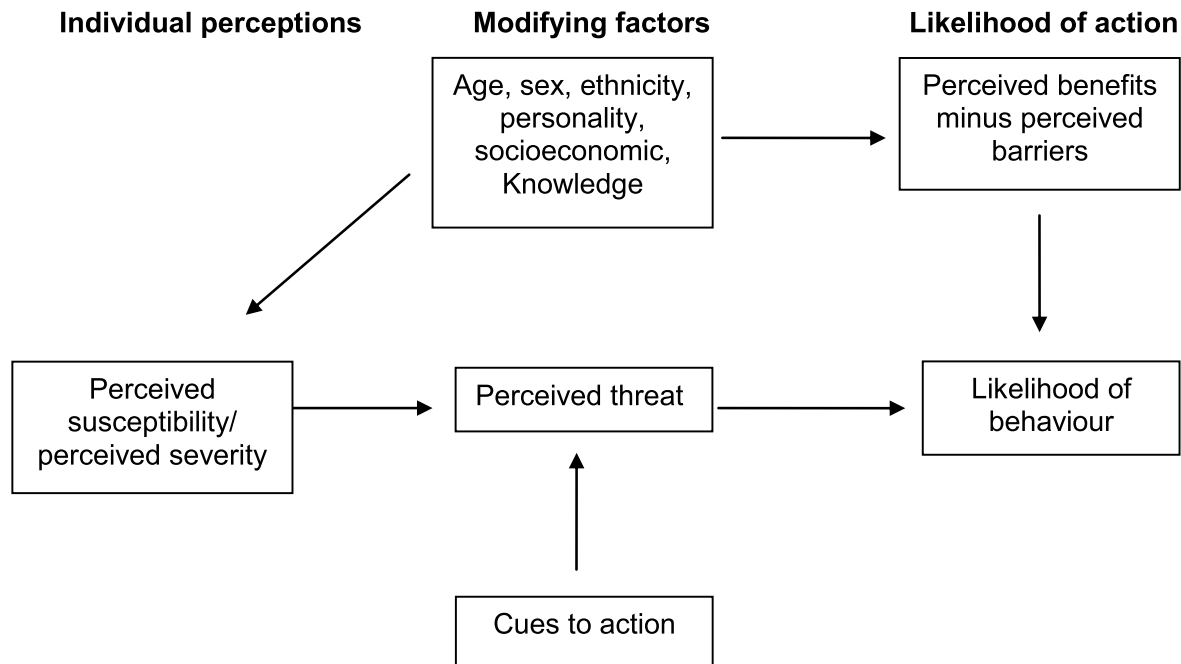 Individual perceptions
Modifying factors
Likelihood of action
Age, sex, ethnicity,
personality,
socioeconomic,
Knowledge
Perceived benefits
minus perceived
barriers
Perceived
susceptibility/
perceived severity
Perceived threat
Likelihood of
behaviour
Cues to action